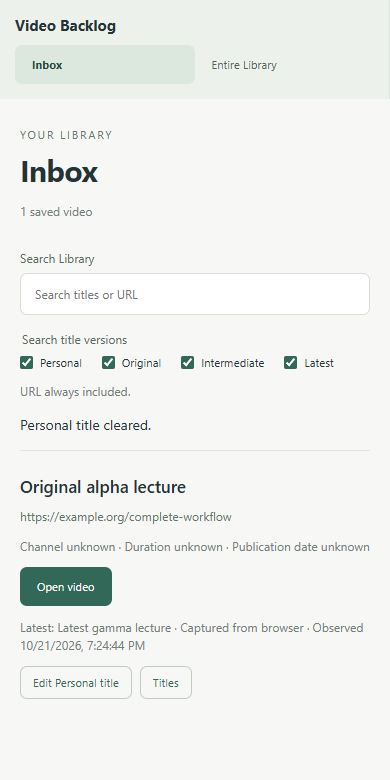 Video Backlog
Inbox
Entire Library
YOUR LIBRARY
Inbox
1 saved video
Search Library
Search titles or URL
Search title versions
Personal
Original
Intermediate
Latest
URL always included.
Personal title cleared.
Original alpha lecture
https://example.org/complete-workflow
Channel unknown · Duration unknown · Publication date unknown
Open video
Latest: Latest gamma lecture · Captured from browser · Observed
10/21/2026, 7:24:44 PM
Edit Personal title
Titles